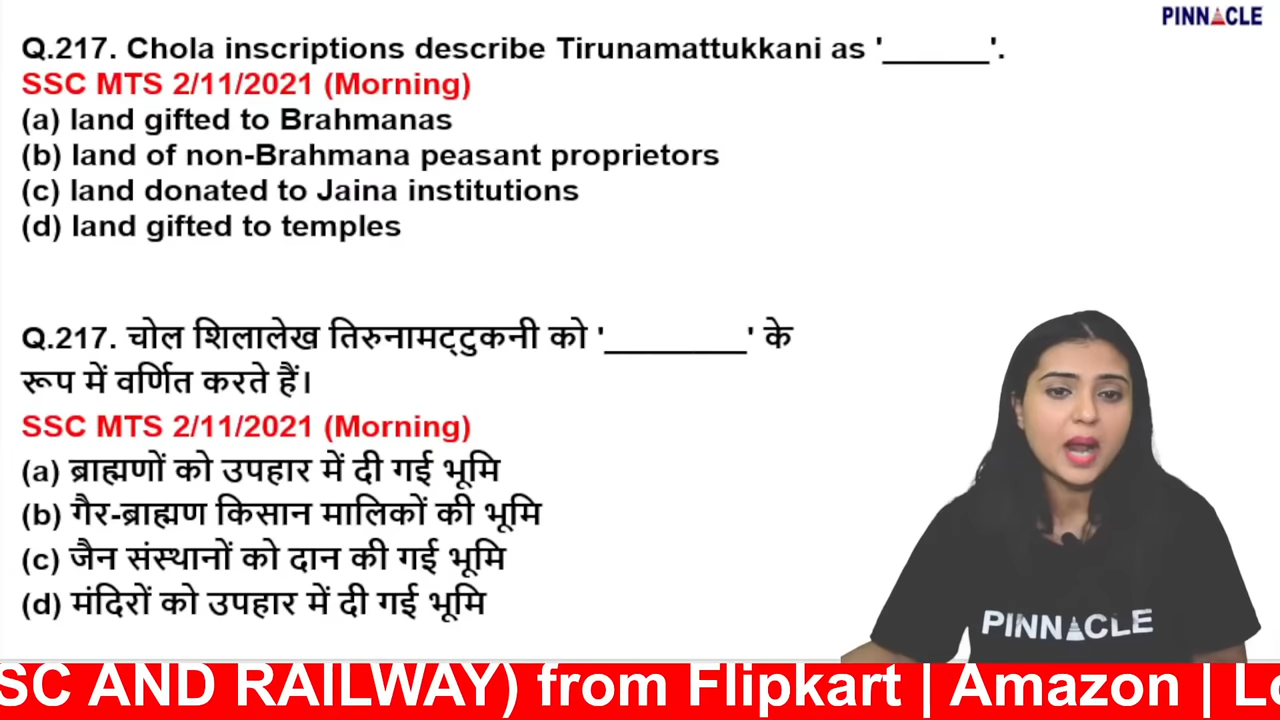 PINNACLE
Q.217. Chola inscriptions describe Tirunamattukkani as '______'.
SSC MTS 2/11/2021 (Morning)
(a) land gifted to Brahmanas
(b) land of non-Brahmana peasant proprietors
(c) land donated to Jaina institutions
(d) land gifted to temples
Q.217. चोल शिलालेख तिरुनामट्टुकनी को '________' के
रूप में वर्णित करते हैं।
SSC MTS 2/11/2021 (Morning)
(a) ब्राह्मणों को उपहार में दी गई भूमि
(b) गैर-ब्राह्मण किसान मालिकों की भूमि
(c) जैन संस्थानों को दान की गई भूमि
(d) मंदिरों को उपहार में दी गई भूमि
PINNACLE
SC AND RAILWAY) from Flipkart | Amazon | Lo